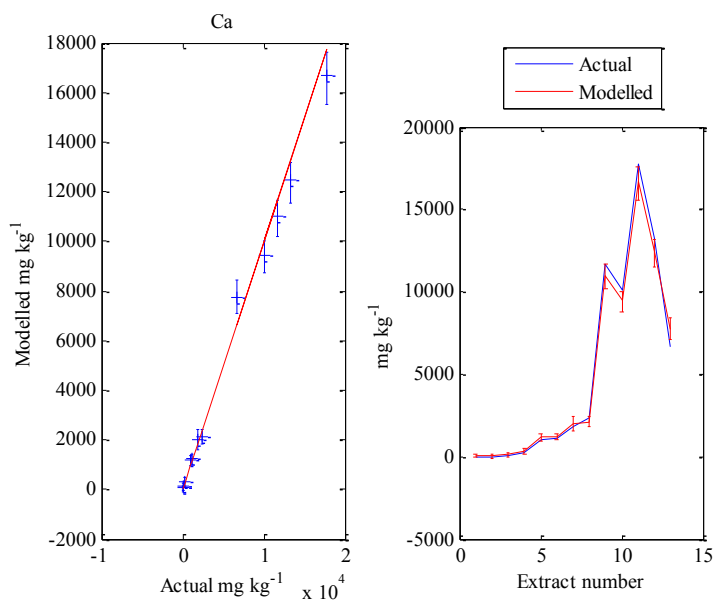 Ca
18000
16000
14000
12000
10000
8000
6000
4000
2000
0
-2000
Modelled mg kg⁻¹
-1 0 1 2
Actual mg kg⁻¹ x 10⁴
Actual
Modelled
20000
15000
10000
5000
0
-5000
mg kg⁻¹
0 5 10 15
Extract number